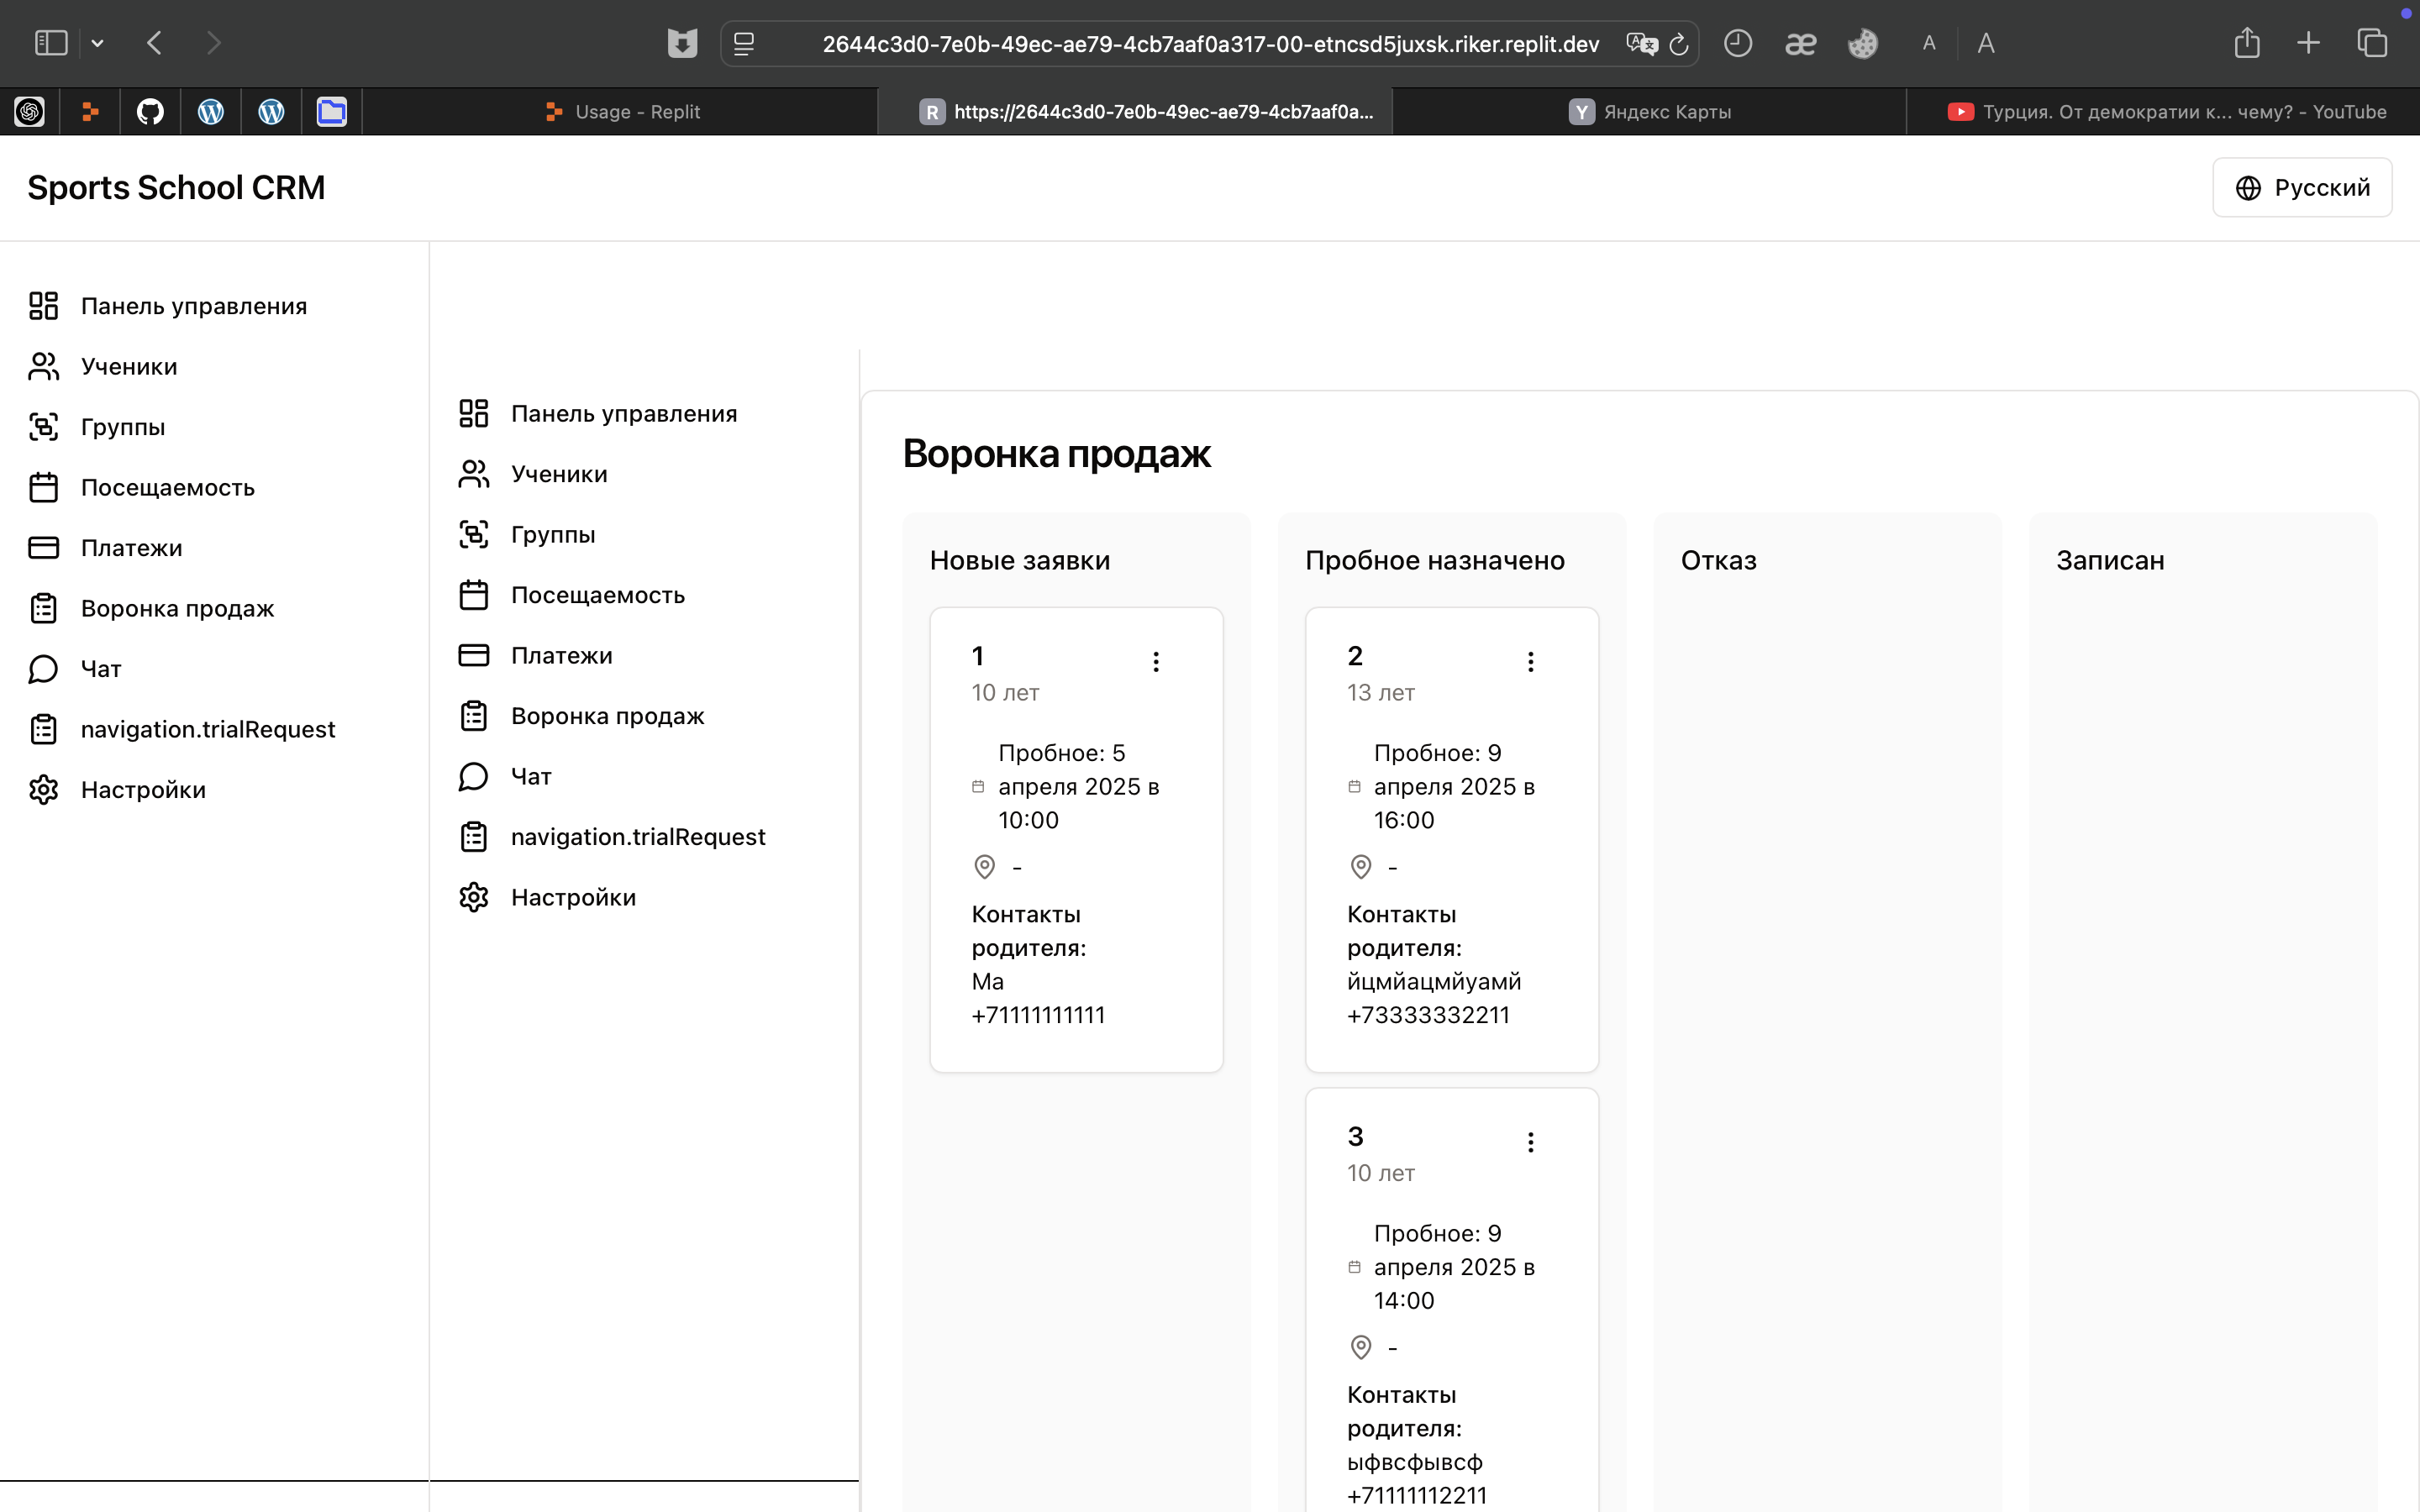 2644c3d0-7e0b-49ec-ae79-4cb7aaf0a317-00-etncsd5juxsk.riker.replit.dev
A A
Usage - Replit
R https://2644c3d0-7e0b-49ec-ae79-4cb7aaf0a...
Y Яндекс Карты
Турция. От демократии к... чему? - YouTube
Sports School CRM
Русский
Панель управления
Ученики
Группы
Посещаемость
Платежи
Воронка продаж
Чат
navigation.trialRequest
Настройки
Панель управления
Ученики
Группы
Посещаемость
Платежи
Воронка продаж
Чат
navigation.trialRequest
Настройки
Воронка продаж
Новые заявки
1
10 лет
Пробное: 5
апреля 2025 в
10:00
-
Контакты
родителя:
Ма
+71111111111
Пробное назначено
2
13 лет
Пробное: 9
апреля 2025 в
16:00
-
Контакты
родителя:
йцмйацмйуамй
+73333332211
3
10 лет
Пробное: 9
апреля 2025 в
14:00
-
Контакты
родителя:
ыфвсфывсф
+71111112211
Отказ
Записан